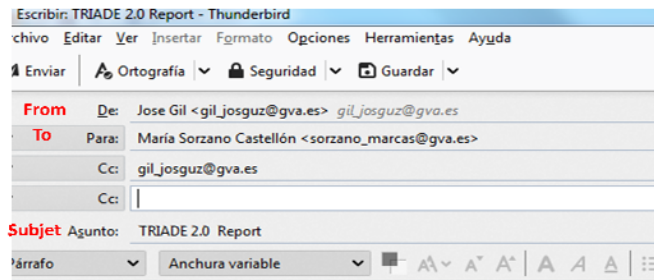 Escribir: TRIADE 2.0 Report - Thunderbird
rchivo Editar Ver Insertar Formato Opciones Herramientas Ayuda
Enviar Ortografía Seguridad Guardar
From De: Jose Gil <gil_josguz@gva.es> gil_josguz@gva.es
To Para: María Sorzano Castellón <sorzano_marcas@gva.es>
Cc: gil_josguz@gva.es
Cc:
Subjet Asunto: TRIADE 2.0 Report
Párrafo Anchura variable A A A A A A